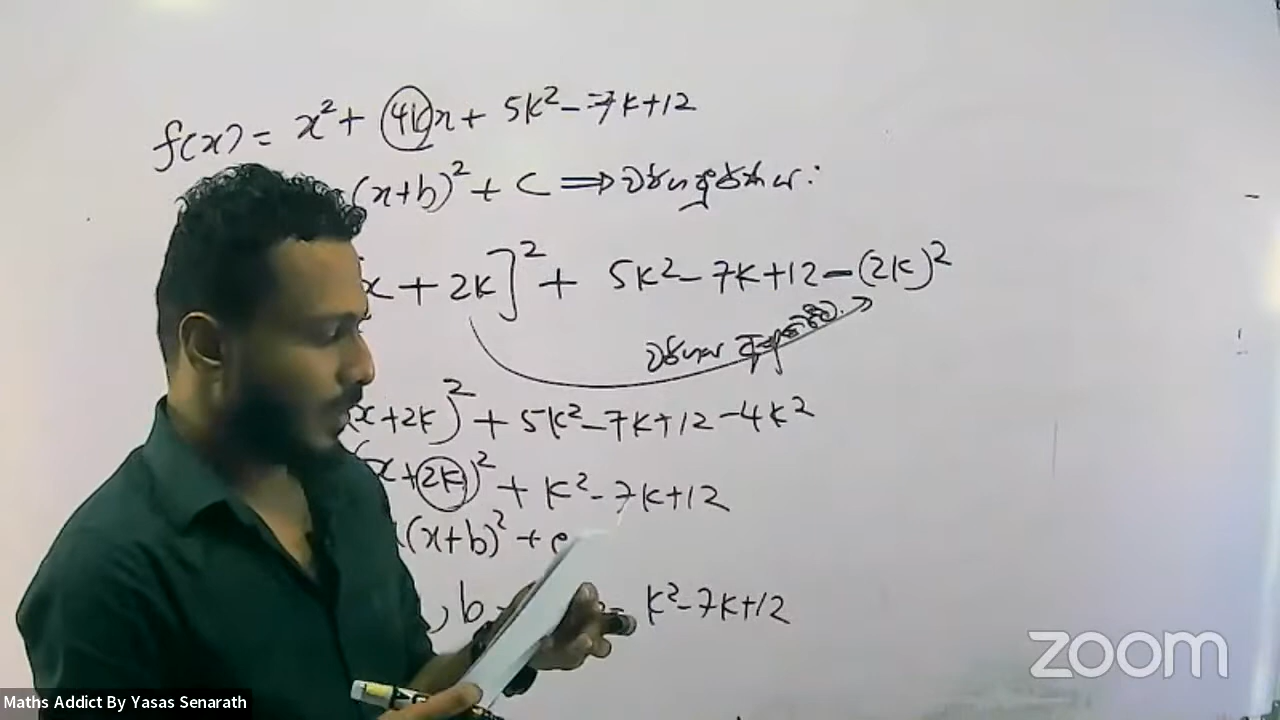 f(x) = x² + 4kx + 5k² - 7k + 12
(x+b)² + C ⟹
x + 2k]² + 5k² - 7k + 12 - (2k)²
(x + 2k)² + 5k² - 7k + 12 - 4k²
(x + 2k)² + k² - 7k + 12
(x+b)² +
, b = k² - 7k + 12
zoom
Maths Addict By Yasas Senarath